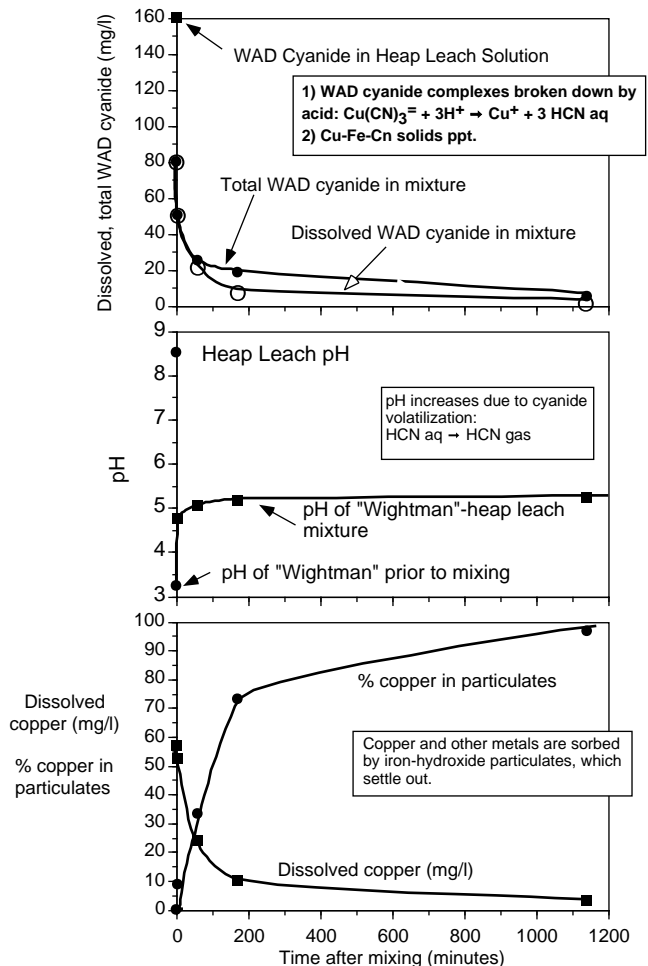 160
140
120
100
80
60
40
20
0
Dissolved, total WAD cyanide (mg/l)
WAD Cyanide in Heap Leach Solution
1) WAD cyanide complexes broken down by
acid: Cu(CN)₃⁼ + 3H⁺ → Cu⁺ + 3 HCN aq
2) Cu-Fe-Cn solids ppt.
Total WAD cyanide in mixture
Dissolved WAD cyanide in mixture
9
8
7
6
5
4
3
pH
Heap Leach pH
pH increases due to cyanide
volatilization:
HCN aq → HCN gas
pH of "Wightman"-heap leach
mixture
pH of "Wightman" prior to mixing
100
90
80
70
60
50
40
30
20
10
0
Dissolved
copper (mg/l)
% copper in
particulates
% copper in particulates
Copper and other metals are sorbed
by iron-hydroxide particulates, which
settle out.
Dissolved copper (mg/l)
0 200 400 600 800 1000 1200
Time after mixing (minutes)